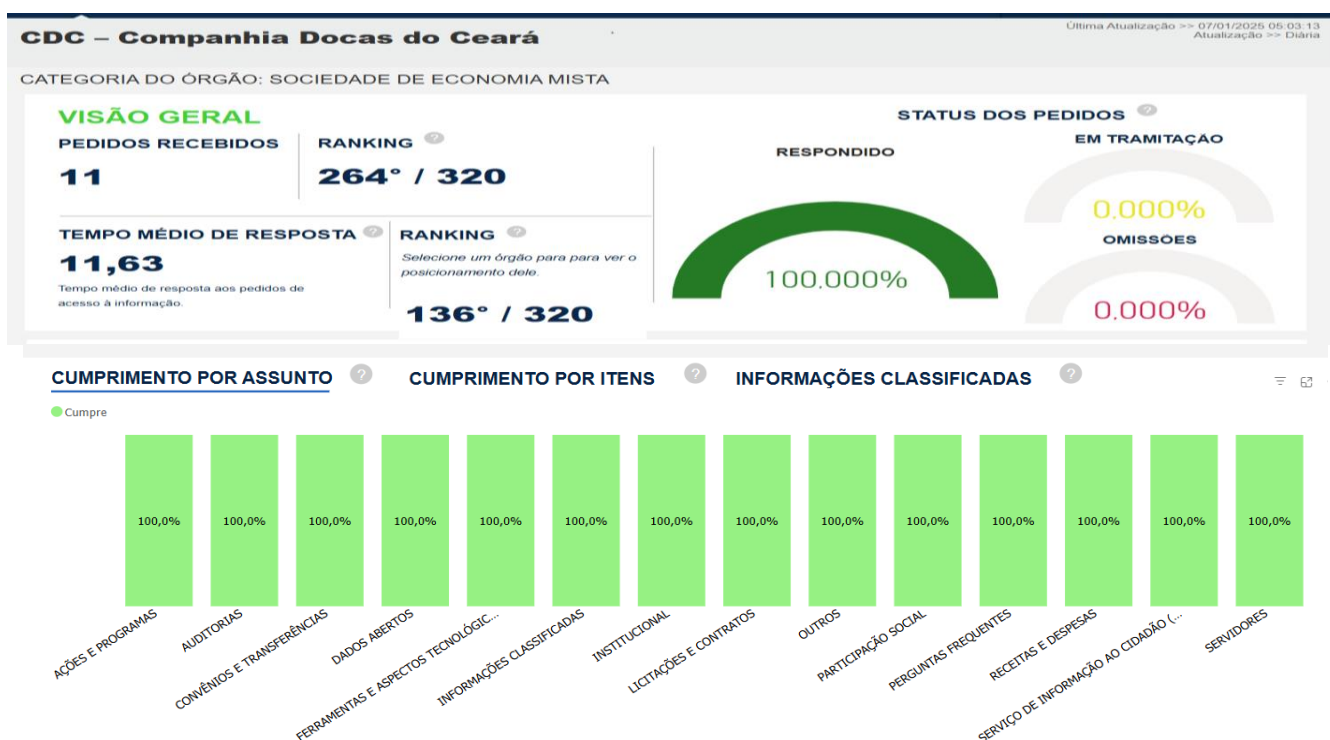 Última Atualização >> 07/01/2025 05:03:13
Atualização >> Diária
CDC – Companhia Docas do Ceará
CATEGORIA DO ÓRGÃO: SOCIEDADE DE ECONOMIA MISTA
VISÃO GERAL
PEDIDOS RECEBIDOS
11
RANKING ?
264° / 320
TEMPO MÉDIO DE RESPOSTA ?
11,63
Tempo médio de resposta aos pedidos de
acesso à informação.
RANKING ?
Selecione um órgão para para ver o
posicionamento dele.
136° / 320
STATUS DOS PEDIDOS ?
RESPONDIDO
100,000%
EM TRAMITAÇÃO
0,000%
OMISSÕES
0,000%
CUMPRIMENTO POR ASSUNTO ?
CUMPRIMENTO POR ITENS ?
INFORMAÇÕES CLASSIFICADAS ?
Cumpre
100,0% 100,0% 100,0% 100,0% 100,0% 100,0% 100,0% 100,0% 100,0% 100,0% 100,0% 100,0% 100,0% 100,0%
AÇÕES E PROGRAMAS
AUDITORIAS
CONVÊNIOS E TRANSFERÊNCIAS
DADOS ABERTOS
FERRAMENTAS E ASPECTOS TECNOLÓGIC...
INFORMAÇÕES CLASSIFICADAS
INSTITUCIONAL
LICITAÇÕES E CONTRATOS
OUTROS
PARTICIPAÇÃO SOCIAL
PERGUNTAS FREQUENTES
RECEITAS E DESPESAS
SERVIÇO DE INFORMAÇÃO AO CIDADÃO (...
SERVIDORES